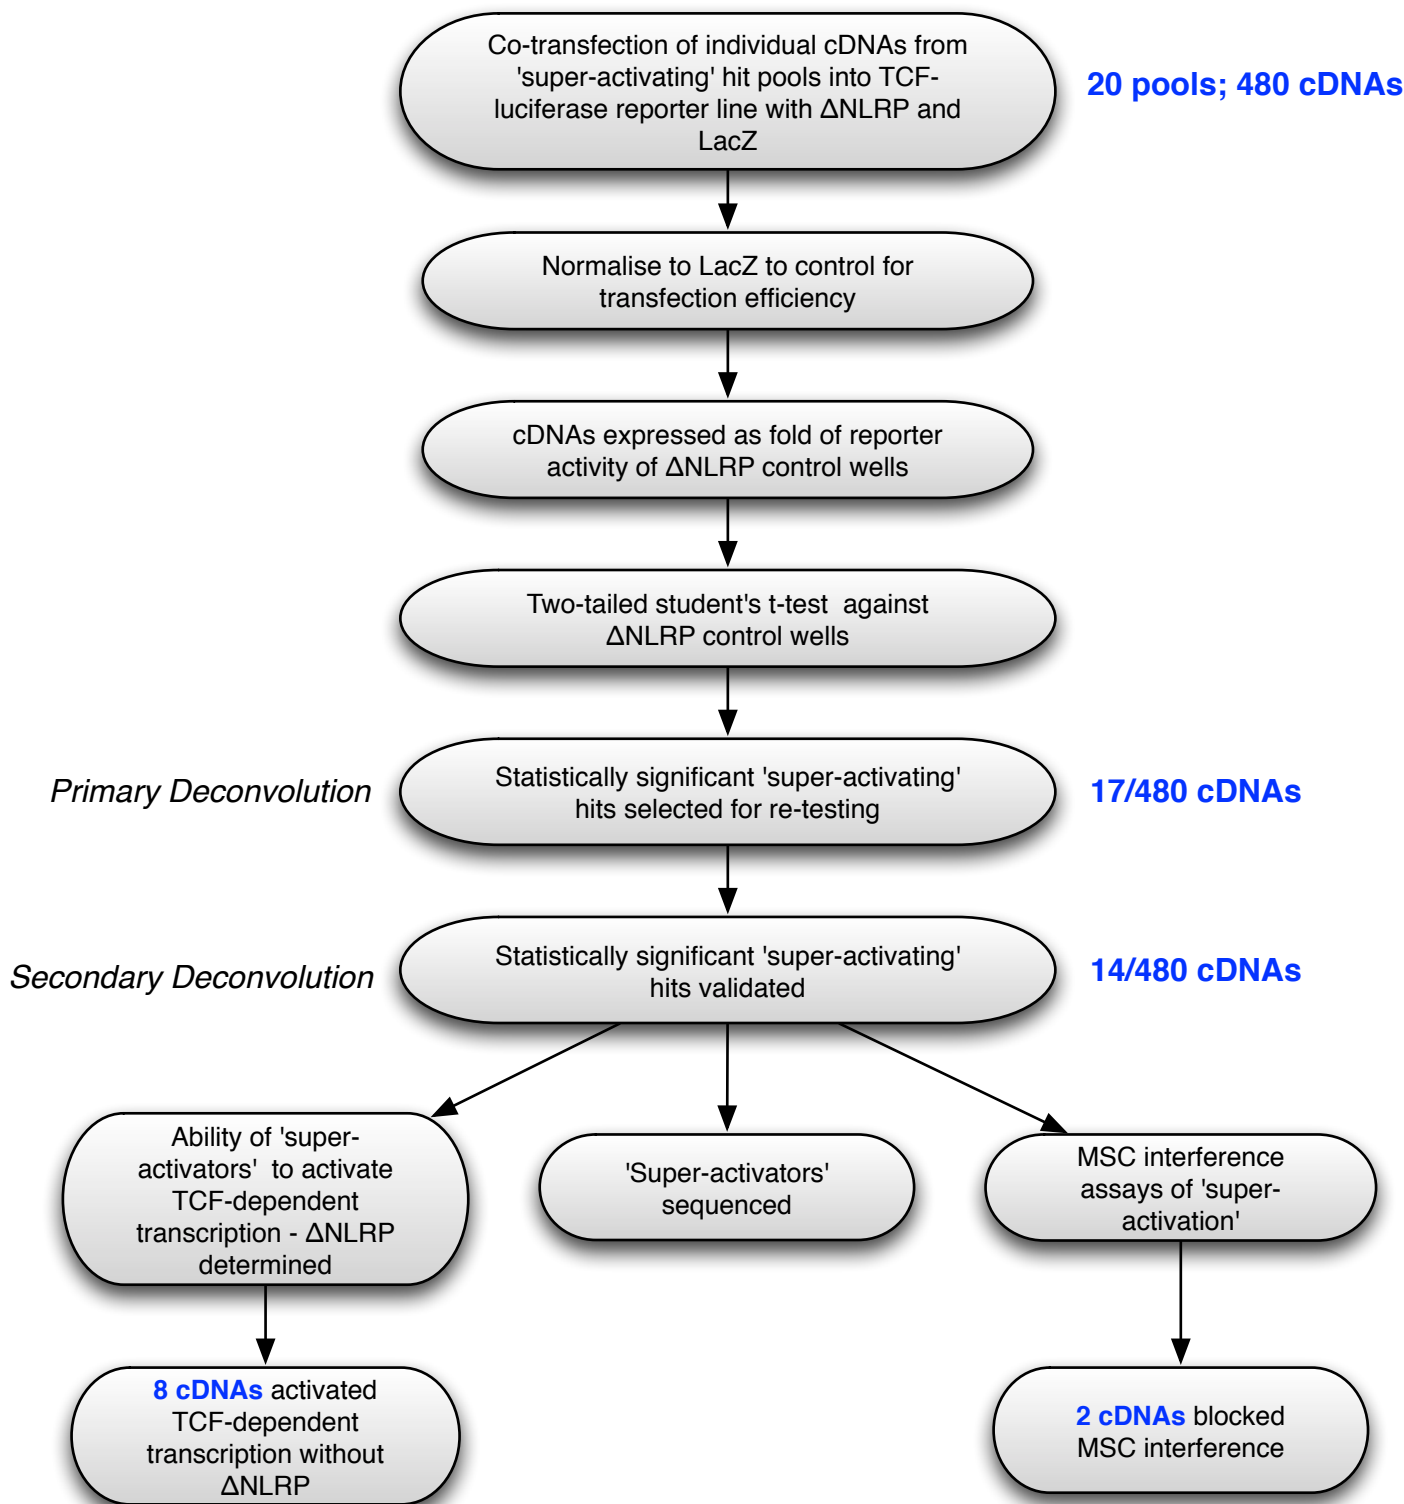 Co-transfection of individual cDNAs from
'super-activating' hit pools into TCF-
luciferase reporter line with ΔNLRP and
LacZ
20 pools; 480 cDNAs
Normalise to LacZ to control for
transfection efficiency
cDNAs expressed as fold of reporter
activity of ΔNLRP control wells
Two-tailed student's t-test against
ΔNLRP control wells
Primary Deconvolution
Statistically significant 'super-activating'
hits selected for re-testing
17/480 cDNAs
Secondary Deconvolution
Statistically significant 'super-activating'
hits validated
14/480 cDNAs
Ability of 'super-
activators' to activate
TCF-dependent
transcription - ΔNLRP
determined
'Super-activators'
sequenced
MSC interference
assays of 'super-
activation'
8 cDNAs activated
TCF-dependent
transcription without
ΔNLRP
2 cDNAs blocked
MSC interference